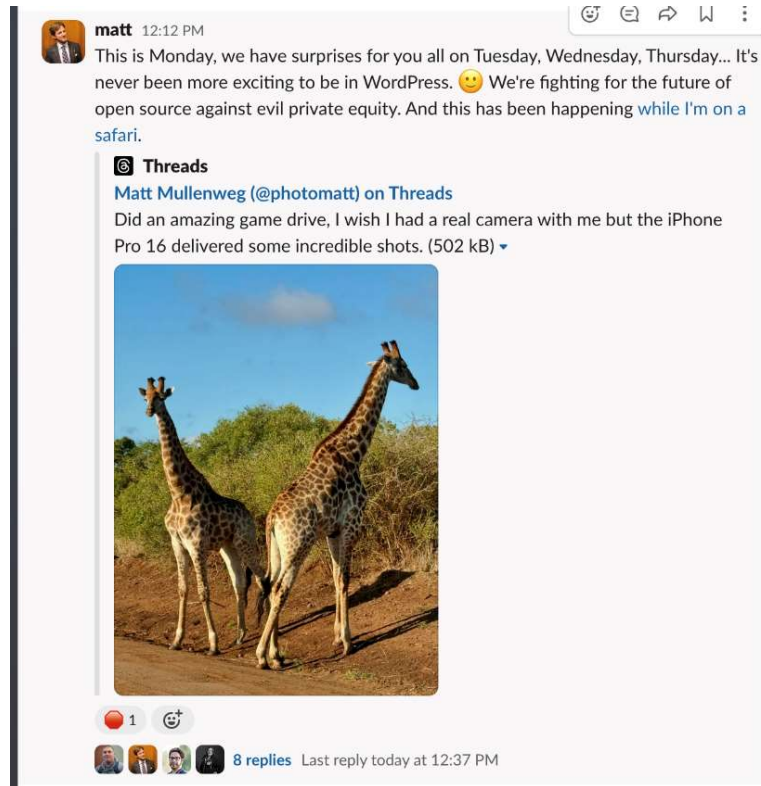 matt 12:12 PM
This is Monday, we have surprises for you all on Tuesday, Wednesday, Thursday... It's
never been more exciting to be in WordPress. 🙂 We're fighting for the future of
open source against evil private equity. And this has been happening while I'm on a
safari.
Threads
Matt Mullenweg (@photomatt) on Threads
Did an amazing game drive, I wish I had a real camera with me but the iPhone
Pro 16 delivered some incredible shots. (502 kB)
1
8 replies Last reply today at 12:37 PM